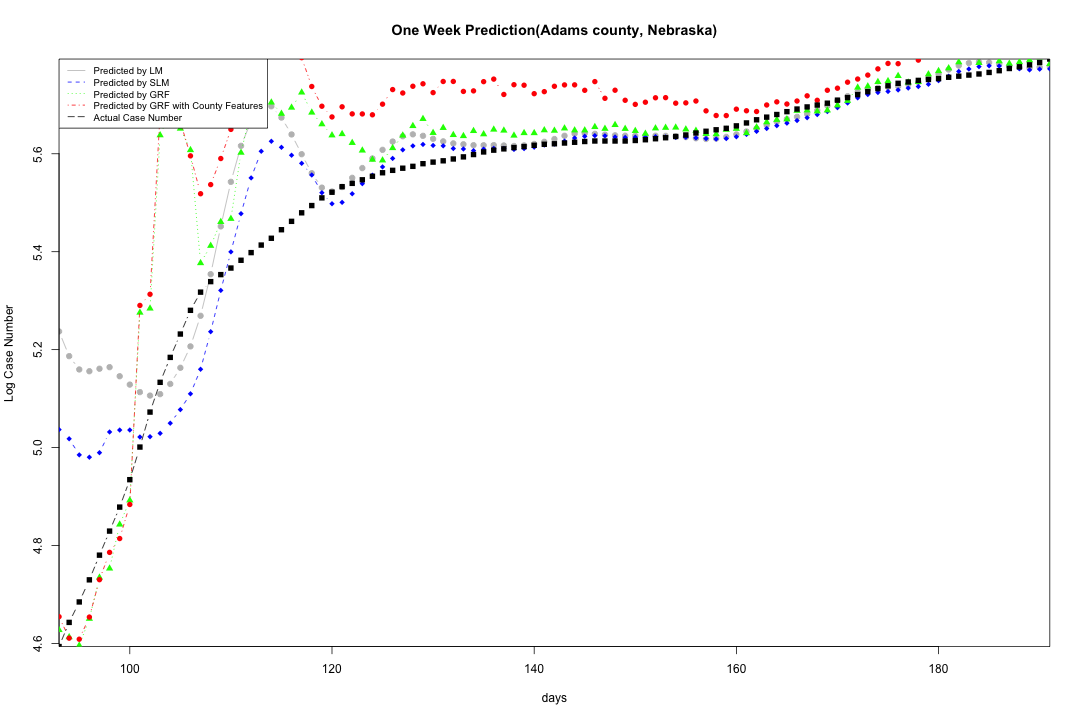 One Week Prediction(Adams county, Nebraska)
Predicted by LM
Predicted by SLM
Predicted by GRF
Predicted by GRF with County Features
Actual Case Number
Log Case Number
5.6
5.4
5.2
5.0
4.8
4.6
100 120 140 160 180
days